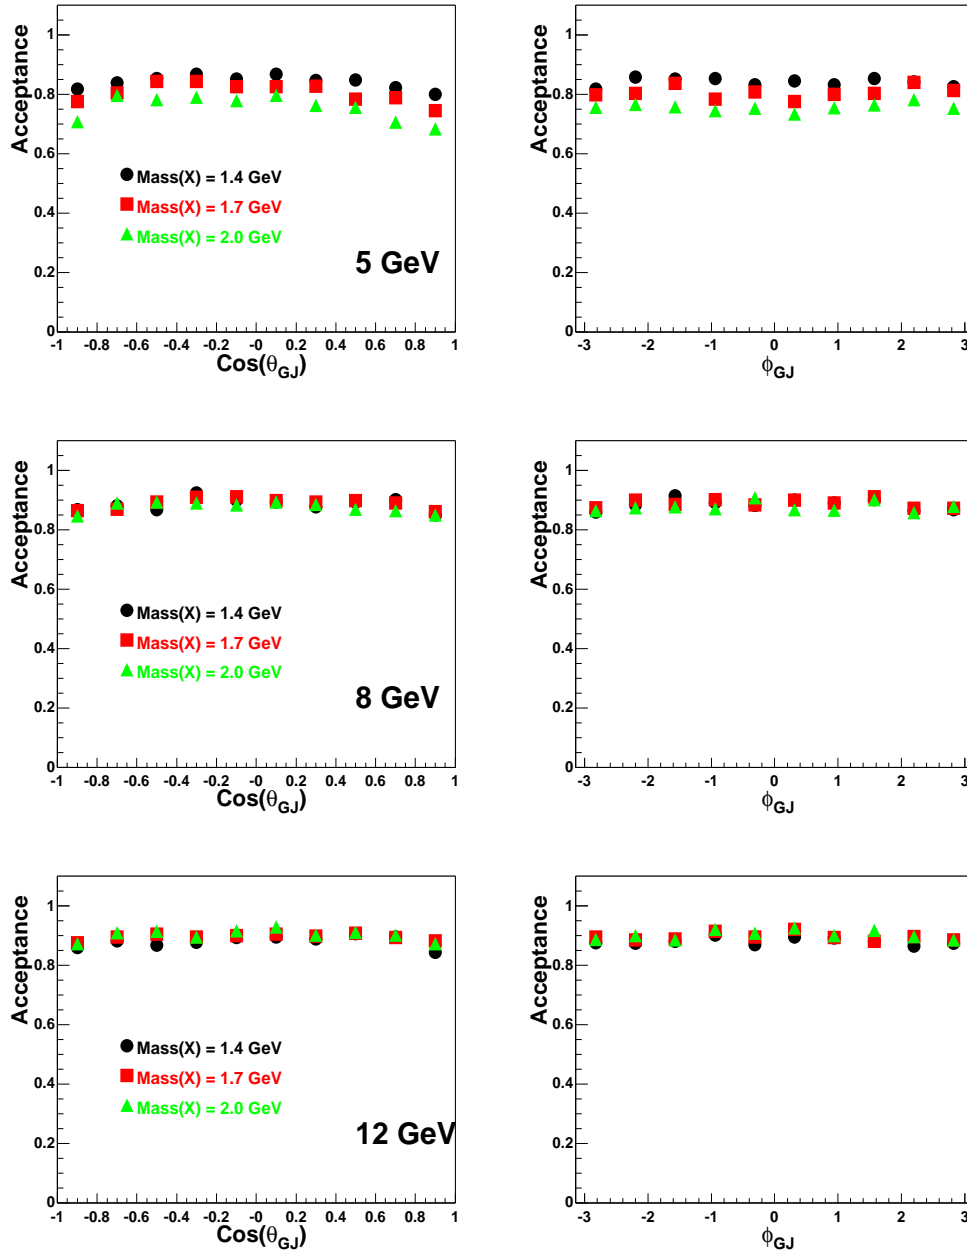 Acceptance
1
0.8
0.6
0.4
0.2
0
Mass(X) = 1.4 GeV
Mass(X) = 1.7 GeV
Mass(X) = 2.0 GeV
5 GeV
-1 -0.8 -0.6 -0.4 -0.2 -0 0.2 0.4 0.6 0.8 1
Cos(θGJ)
Acceptance
1
0.8
0.6
0.4
0.2
0
-3 -2 -1 0 1 2 3
ϕGJ
Acceptance
1
0.8
0.6
0.4
0.2
0
Mass(X) = 1.4 GeV
Mass(X) = 1.7 GeV
Mass(X) = 2.0 GeV
8 GeV
-1 -0.8 -0.6 -0.4 -0.2 -0 0.2 0.4 0.6 0.8 1
Cos(θGJ)
Acceptance
1
0.8
0.6
0.4
0.2
0
-3 -2 -1 0 1 2 3
ϕGJ
Acceptance
1
0.8
0.6
0.4
0.2
0
Mass(X) = 1.4 GeV
Mass(X) = 1.7 GeV
Mass(X) = 2.0 GeV
12 GeV
-1 -0.8 -0.6 -0.4 -0.2 -0 0.2 0.4 0.6 0.8 1
Cos(θGJ)
Acceptance
1
0.8
0.6
0.4
0.2
0
-3 -2 -1 0 1 2 3
ϕGJ